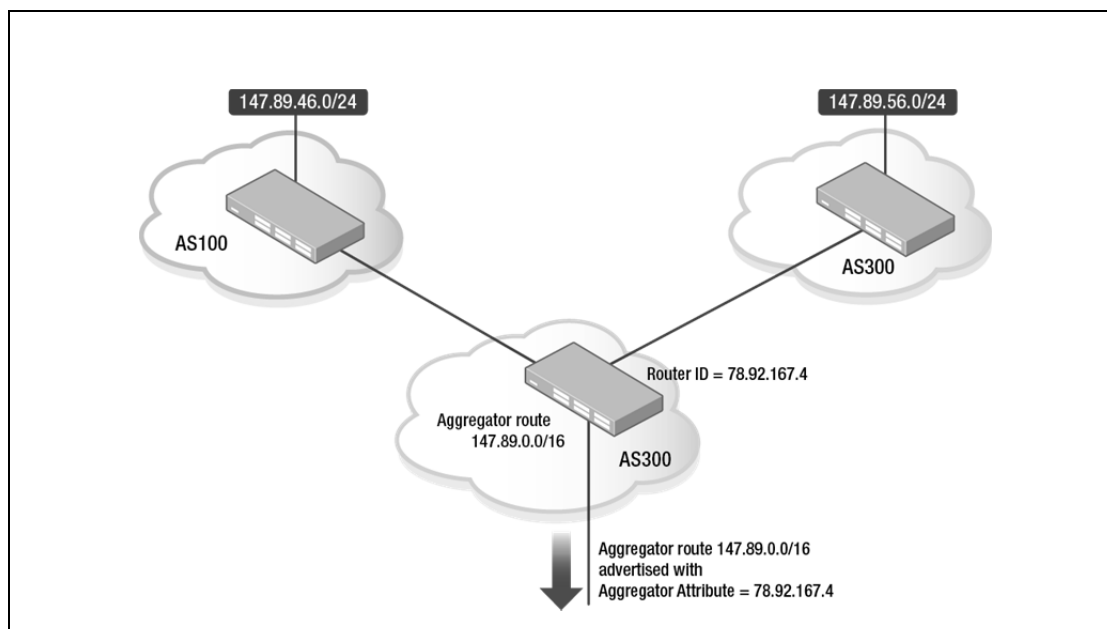 147.89.46.0/24
147.89.56.0/24
AS100
AS300
Router ID = 78.92.167.4
Aggregator route
147.89.0.0/16
AS300
Aggregator route 147.89.0.0/16
advertised with
Aggregator Attribute = 78.92.167.4